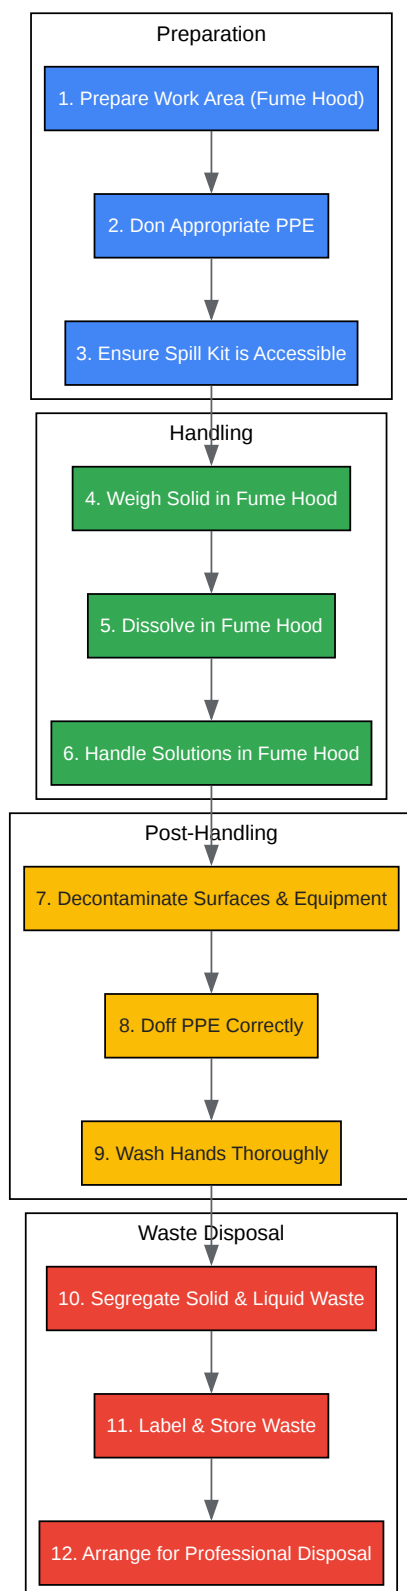 Preparation
1. Prepare Work Area (Fume Hood)
2. Don Appropriate PPE
3. Ensure Spill Kit is Accessible
Handling
4. Weigh Solid in Fume Hood
5. Dissolve in Fume Hood
6. Handle Solutions in Fume Hood
Post-Handling
7. Decontaminate Surfaces & Equipment
8. Doff PPE Correctly
9. Wash Hands Thoroughly
Waste Disposal
10. Segregate Solid & Liquid Waste
11. Label & Store Waste
12. Arrange for Professional Disposal